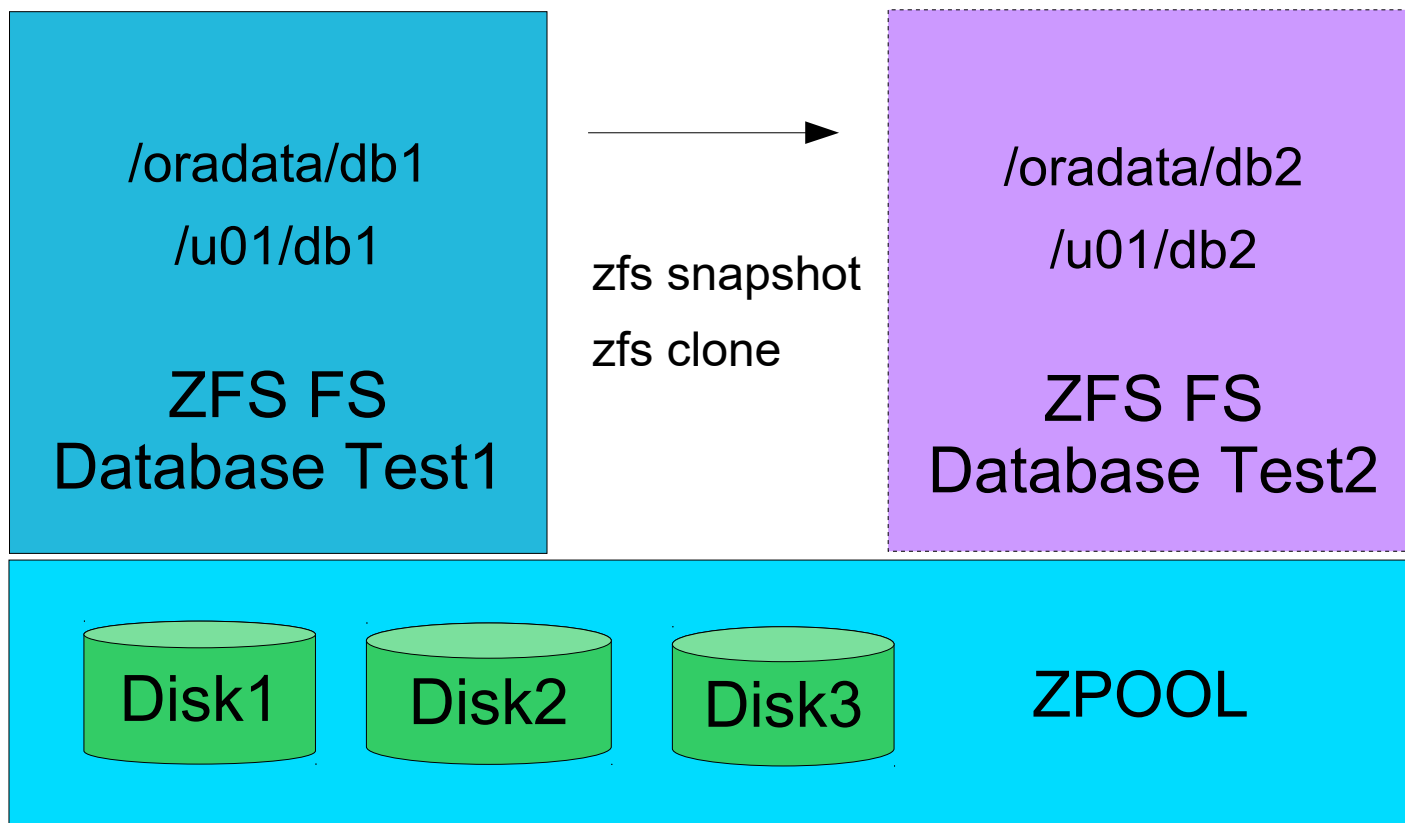 /oradata/db1
/u01/db1
ZFS FS
Database Test1
zfs snapshot
zfs clone
/oradata/db2
/u01/db2
ZFS FS
Database Test2
Disk1
Disk2
Disk3
ZPOOL